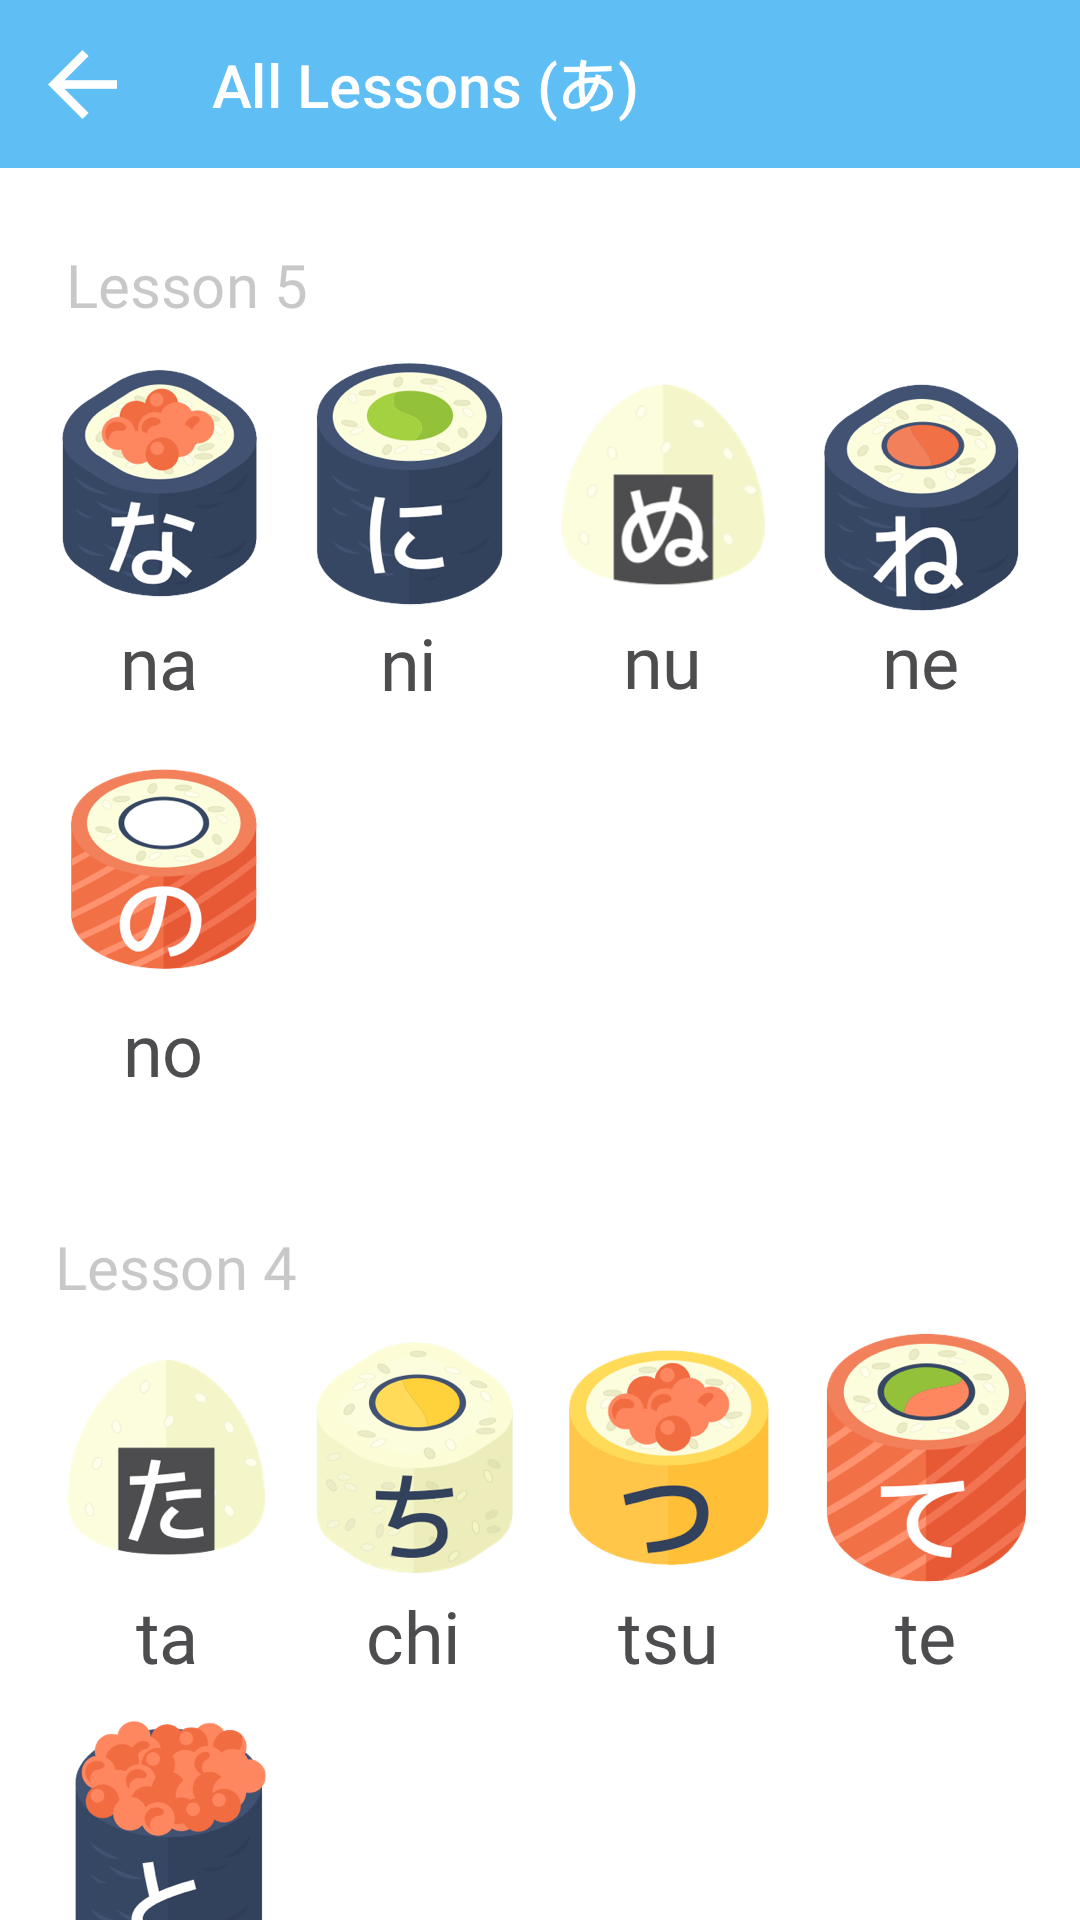 All Lessons (あ)
Lesson 5
な に ぬ ね
na ni nu ne
の
no
Lesson 4
た ち つ て
ta chi tsu te
と